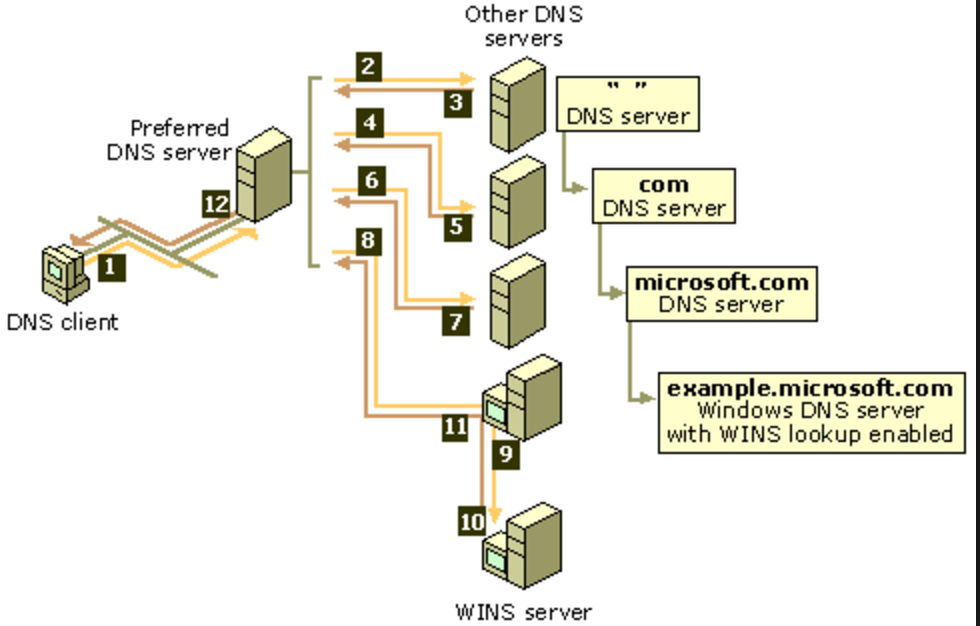 Other DNS
servers
2
3
" "
DNS server
4
Preferred
DNS server
6
com
DNS server
12
5
8
1
microsoft.com
DNS server
7
DNS client
example.microsoft.com
Windows DNS server
with WINS lookup enabled
11
9
10
WINS server